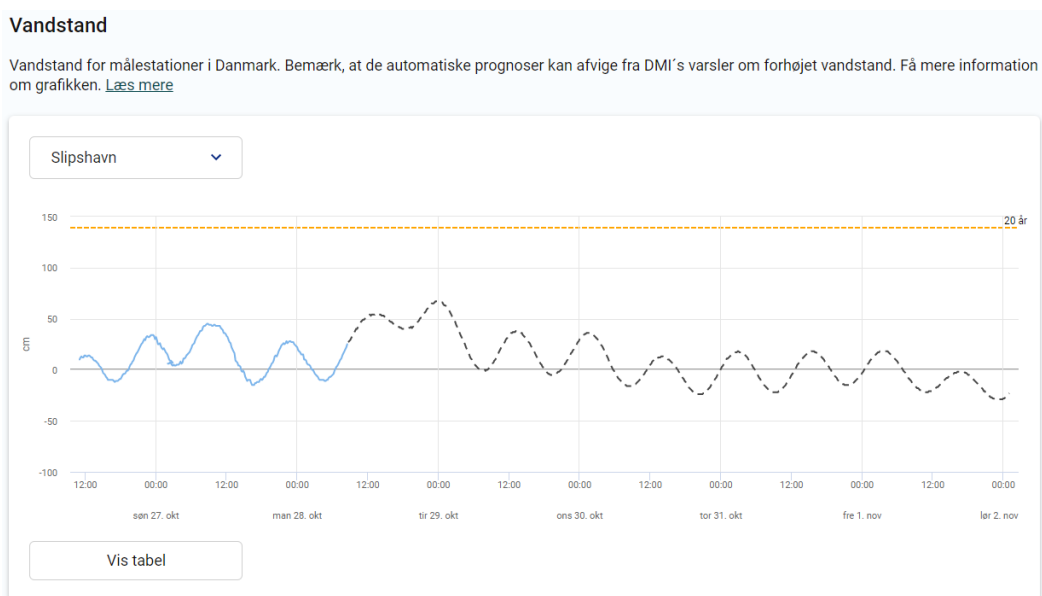 Vandstand
Vandstand for målestationer i Danmark. Bemærk, at de automatiske prognoser kan afvige fra DMI´s varsler om forhøjet vandstand. Få mere information
om grafikken. Læs mere
Slipshavn
150
20 år
100
50
cm
0
-50
-100
12:00 00:00 12:00 00:00 12:00 00:00 12:00 00:00 12:00 00:00 12:00 00:00 12:00 00:00
søn 27. okt man 28. okt tir 29. okt ons 30. okt tor 31. okt fre 1. nov lør 2. nov
Vis tabel